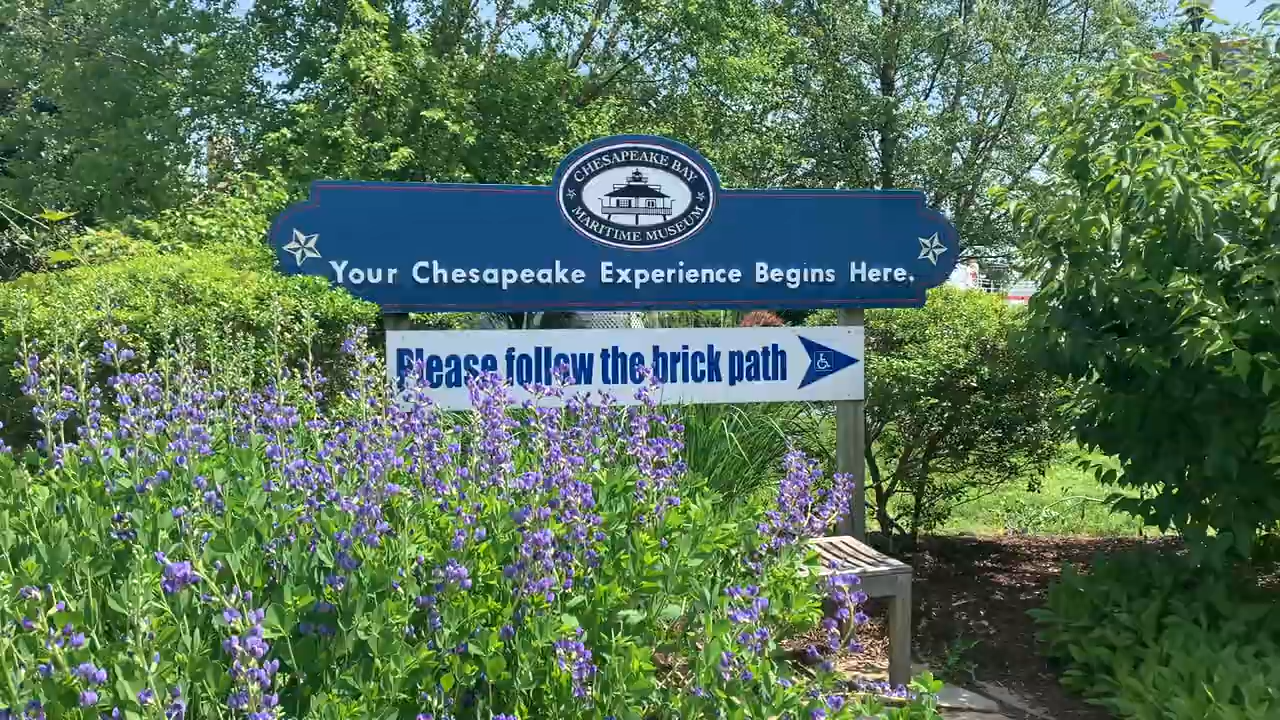 CHESAPEAKE BAY
MARITIME MUSEUM
Your Chesapeake Experience Begins Here.
Please follow the brick path